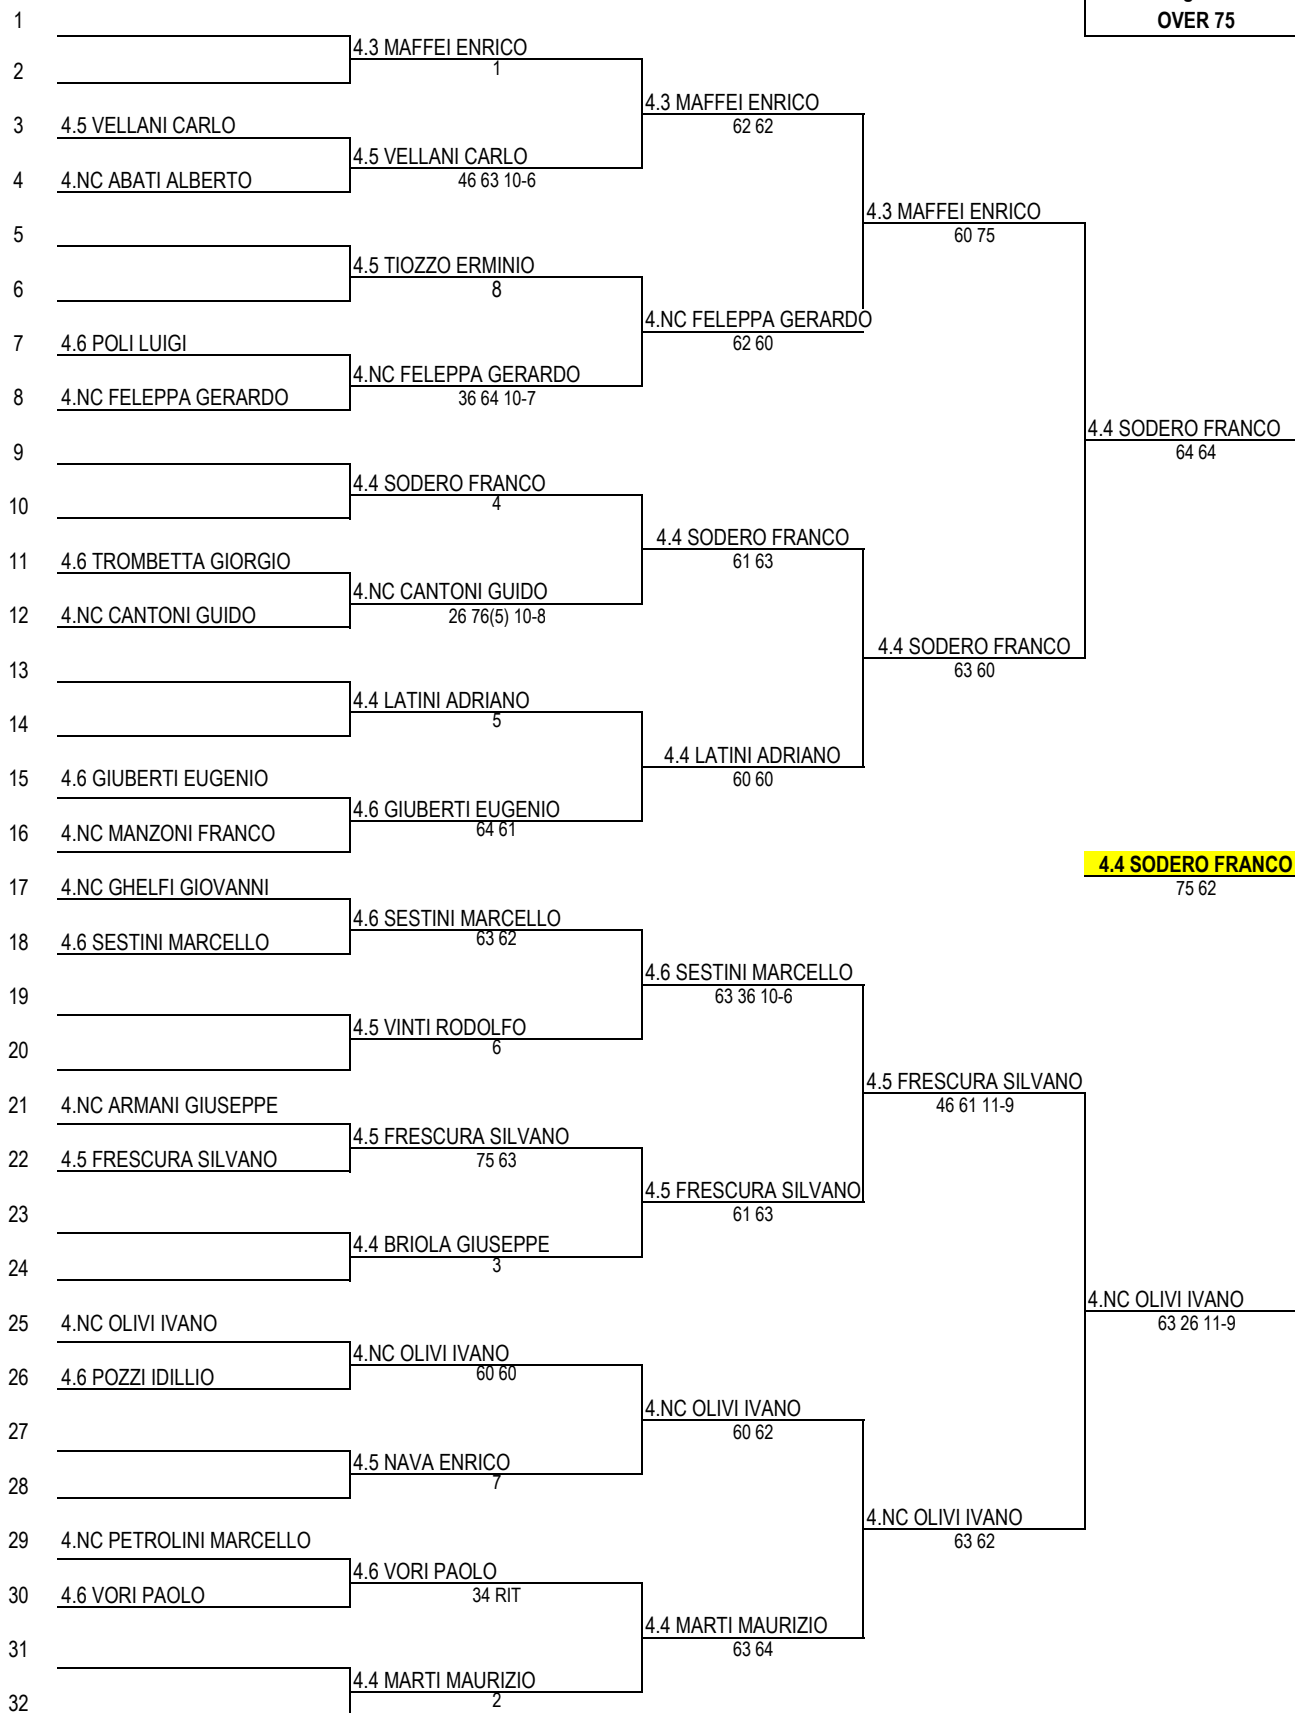 1
OVER 75
4.3 MAFFEI ENRICO
2
1
4.3 MAFFEI ENRICO
3
4.5 VELLANI CARLO
62 62
4.5 VELLANI CARLO
4
4.NC ABATI ALBERTO
46 63 10-6
4.3 MAFFEI ENRICO
5
60 75
4.5 TIOZZO ERMINIO
6
8
4.NC FELEPPA GERARDO
7
4.6 POLI LUIGI
62 60
4.NC FELEPPA GERARDO
8
4.NC FELEPPA GERARDO
36 64 10-7
4.4 SODERO FRANCO
9
64 64
4.4 SODERO FRANCO
10
4
4.4 SODERO FRANCO
11
4.6 TROMBETTA GIORGIO
61 63
4.NC CANTONI GUIDO
12
4.NC CANTONI GUIDO
26 76(5) 10-8
4.4 SODERO FRANCO
13
63 60
4.4 LATINI ADRIANO
14
5
4.4 LATINI ADRIANO
15
4.6 GIUBERTI EUGENIO
60 60
4.6 GIUBERTI EUGENIO
16
4.NC MANZONI FRANCO
64 61
4.4 SODERO FRANCO
17
4.NC GHELFI GIOVANNI
75 62
4.6 SESTINI MARCELLO
18
4.6 SESTINI MARCELLO
63 62
4.6 SESTINI MARCELLO
19
63 36 10-6
4.5 VINTI RODOLFO
20
6
4.5 FRESCURA SILVANO
21
4.NC ARMANI GIUSEPPE
46 61 11-9
4.5 FRESCURA SILVANO
22
4.5 FRESCURA SILVANO
75 63
4.5 FRESCURA SILVANO
23
61 63
4.4 BRIOLA GIUSEPPE
24
3
4.NC OLIVI IVANO
25
4.NC OLIVI IVANO
63 26 11-9
4.NC OLIVI IVANO
26
4.6 POZZI IDILLIO
60 60
4.NC OLIVI IVANO
27
60 62
4.5 NAVA ENRICO
28
7
4.NC OLIVI IVANO
29
4.NC PETROLINI MARCELLO
63 62
4.6 VORI PAOLO
30
4.6 VORI PAOLO
34 RIT
4.4 MARTI MAURIZIO
31
63 64
4.4 MARTI MAURIZIO
32
2